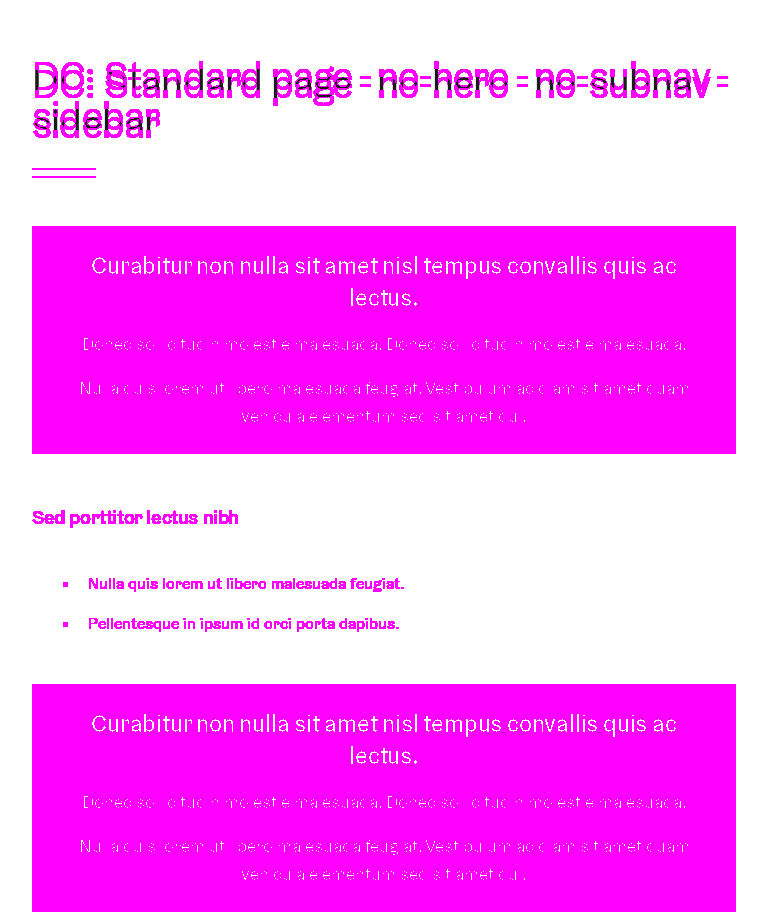 DO: Standard page - no-hero - no-subnav - sidebar
Curabitur non nulla sit amet nisl tempus convallis quis ac
lectus.
Donec sollicitudin molestie malesuada. Donec sollicitudin molestie malesuada.
Nulla quis lorem ut libero malesuada feugiat. Vestibulum ac diam sit amet quam
vehicula elementum sed sit amet dui.
Sed porttitor lectus nibh
Nulla quis lorem ut libero malesuada feugiat.
Pellentesque in ipsum id orci porta dapibus.
Curabitur non nulla sit amet nisl tempus convallis quis ac
lectus.
Donec sollicitudin molestie malesuada. Donec sollicitudin molestie malesuada.
Nulla quis lorem ut libero malesuada feugiat. Vestibulum ac diam sit amet quam
vehicula elementum sed sit amet dui.